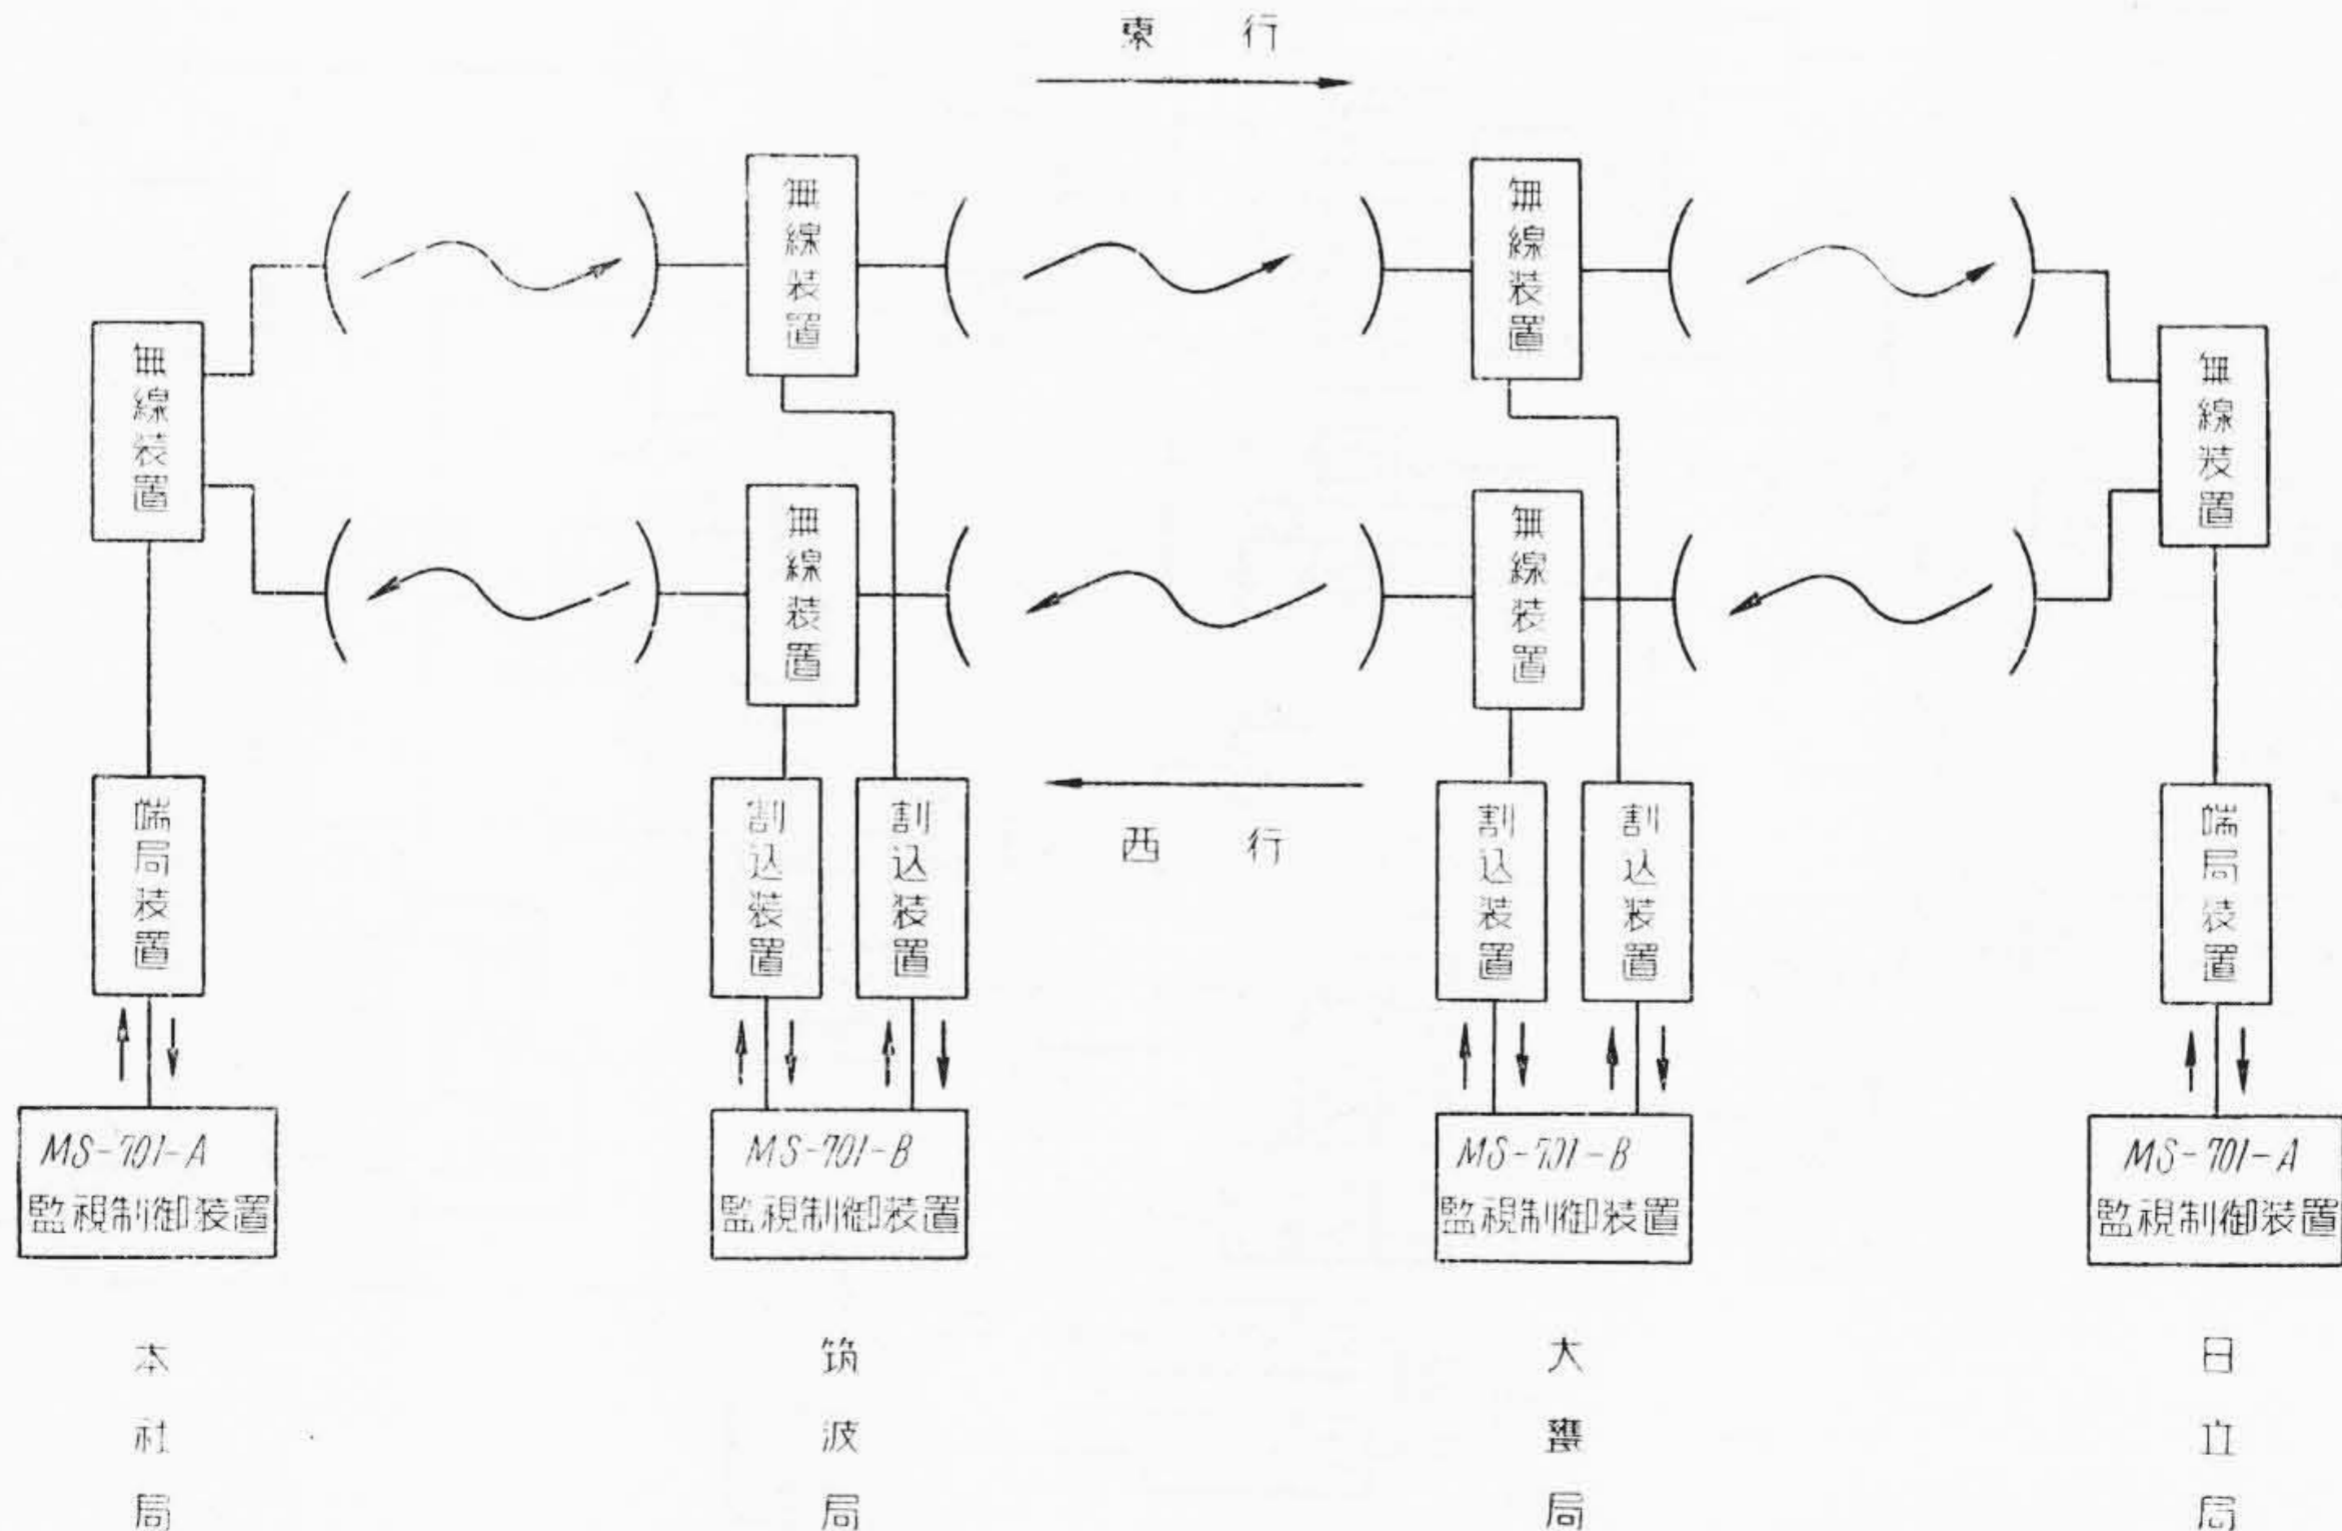 東行
無線装置
無線装置
無線装置
無線装置
無線装置
無線装置
西行
端局装置
割込装置
割込装置
割込装置
割込装置
端局装置
MS-701-A
監視制御装置
MS-701-B
監視制御装置
MS-701-B
監視制御装置
MS-701-A
監視制御装置
本社局
筑波局
大甕局
日立局